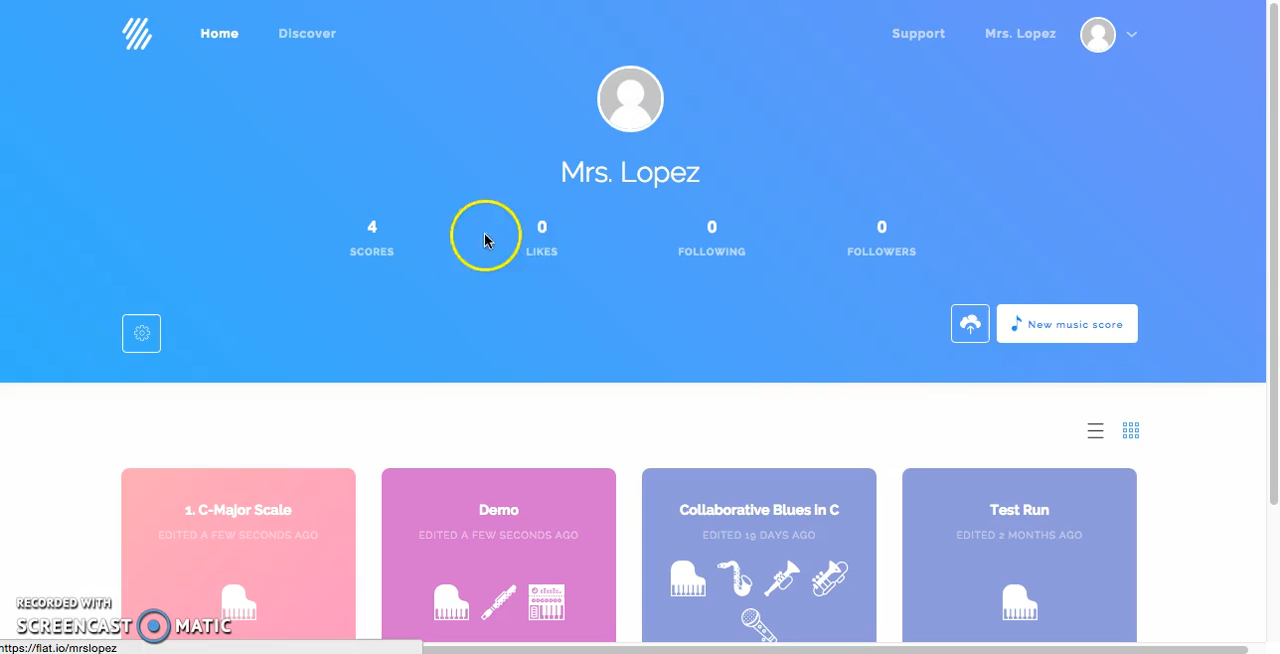 Home Discover Support Mrs. Lopez
Mrs. Lopez
4 0 0 0
SCORES LIKES FOLLOWING FOLLOWERS
New music score
1. C-Major Scale Demo Collaborative Blues in C Test Run
EDITED A FEW SECONDS AGO EDITED A FEW SECONDS AGO EDITED 19 DAYS AGO EDITED 2 MONTHS AGO
RECORDED WITH
SCREENCAST MATIC
https://flat.io/mrslopez